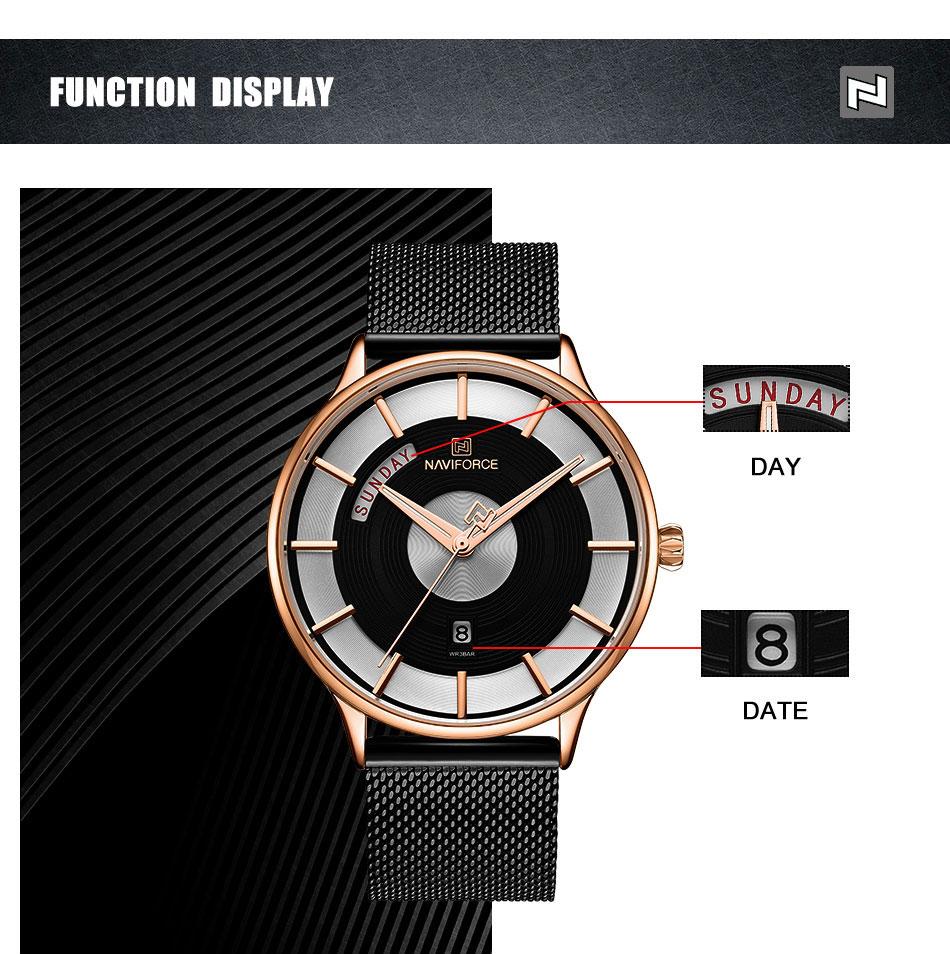 FUNCTION DISPLAY
SUNDAY
NAVIFORCE
SUNDAY
DAY
8
WR3BAR
8
DATE